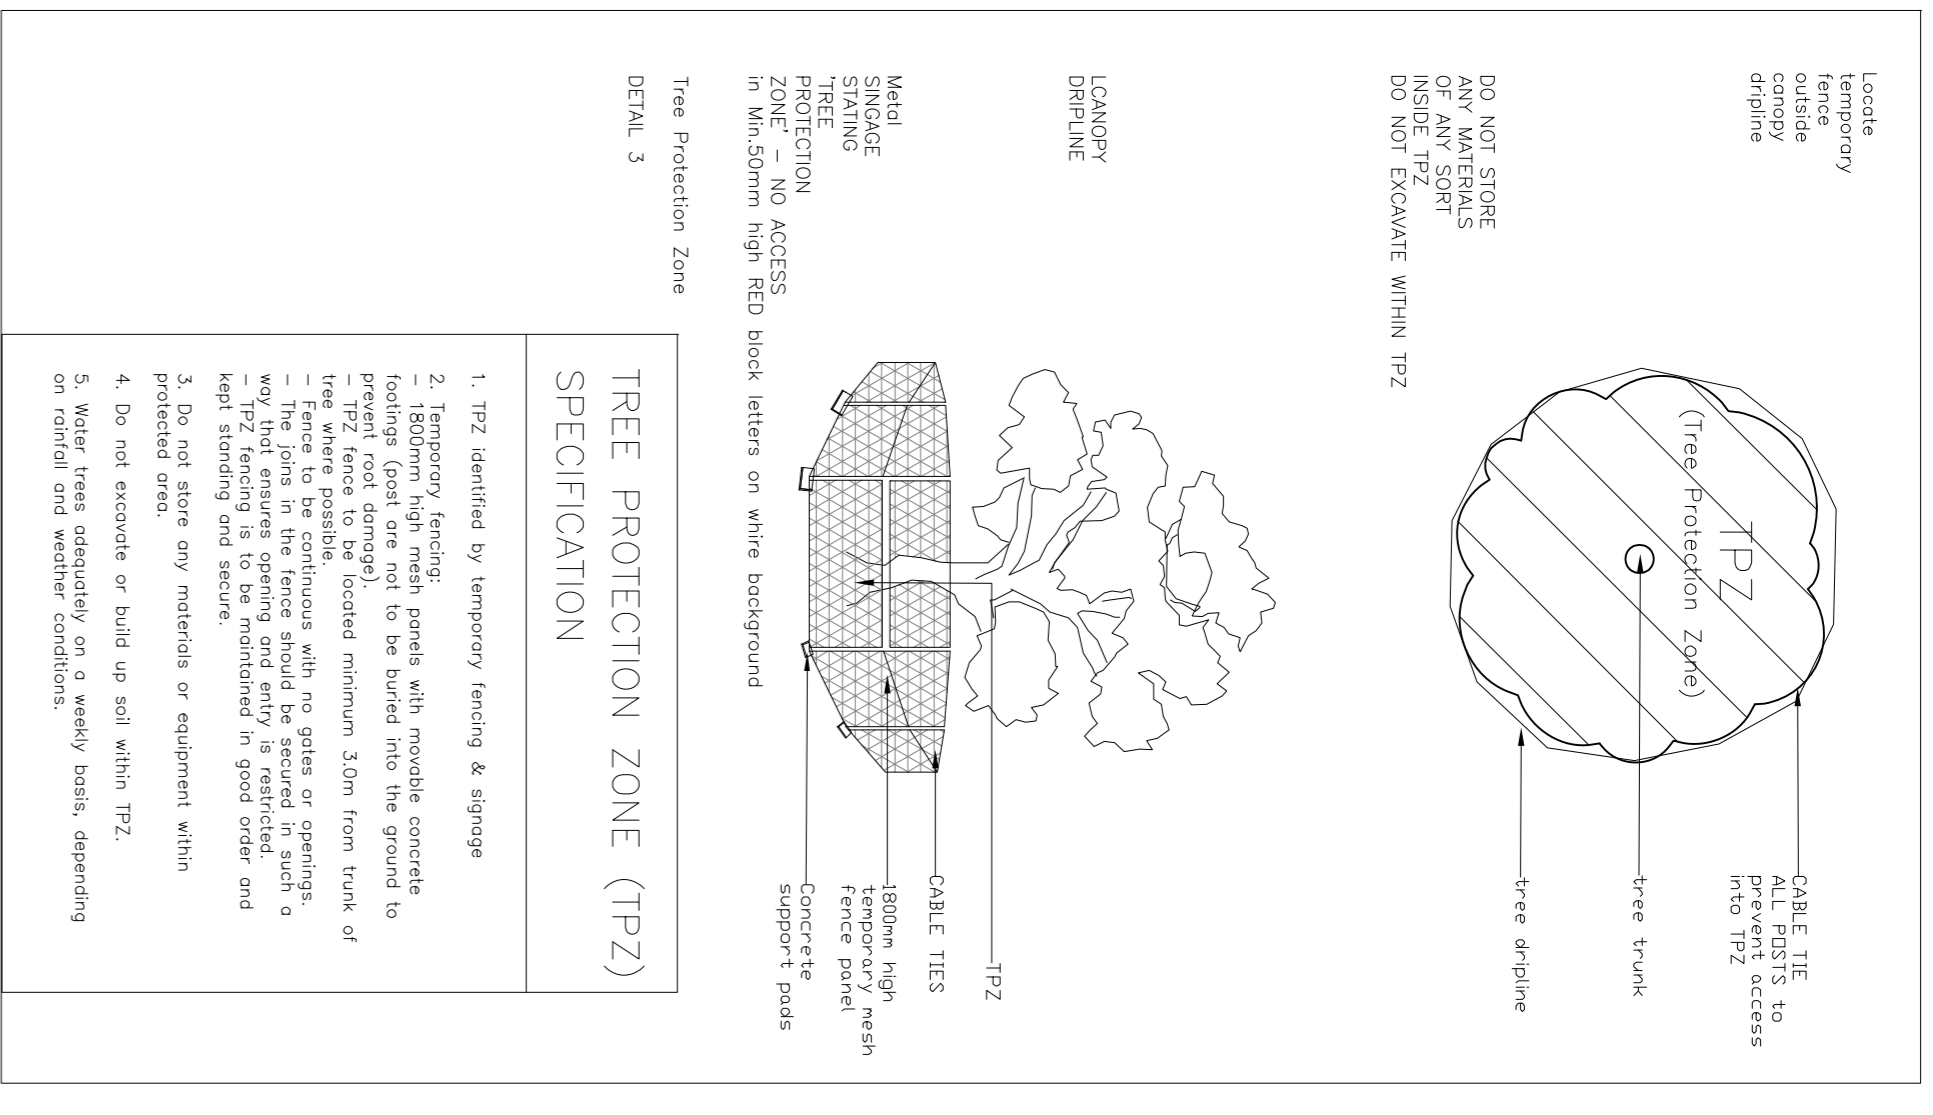 Locate
temporary
fence
outside
canopy
dripline
CABLE TIE
ALL POSTS to
prevent access
into TPZ
TPZ
(Tree Protection Zone)
tree trunk
tree dripline
DO NOT STORE
ANY MATERIALS
OF ANY SORT
INSIDE TPZ
DO NOT EXCAVATE WITHIN TPZ
LCANOPY
DRIPLINE
TPZ
CABLE TIES
1800mm high
temporary mesh
fence panel
Concrete
support pads
Metal
SINGAGE
STATING
'TREE
PROTECTION
ZONE' – NO ACCESS
in Min.50mm high RED block letters on whire background
Tree Protection Zone
DETAIL 3
TREE PROTECTION ZONE (TPZ)
SPECIFICATION
1. TPZ identified by temporary fencing & signage
2. Temporary fencing:
– 1800mm high mesh panels with movable concrete
footings (post are not to be buried into the ground to
prevent root damage).
– TPZ fence to be located minimum 3.0m from trunk of
tree where possible.
– Fence to be continuous with no gates or openings.
– The joins in the fence should be secured in such a
way that ensures opening and entry is restricted.
– TPZ fencing is to be maintained in good order and
kept standing and secure.
3. Do not store any materials or equipment within
protected area.
4. Do not excavate or build up soil within TPZ.
5. Water trees adequately on a weekly basis, depending
on rainfall and weather conditions.